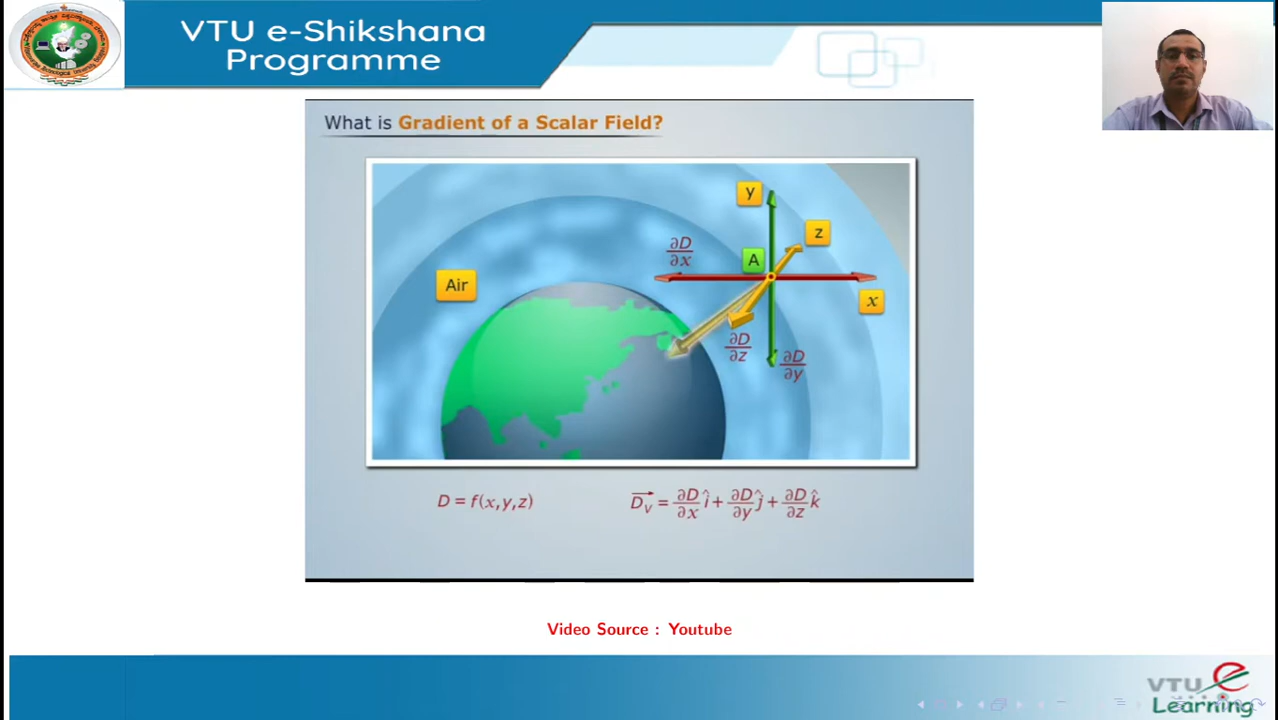 VTU e-Shikshana
Programme
What is Gradient of a Scalar Field?
y
z
∂D/∂x
A
Air
x
∂D/∂z
∂D/∂y
D = f(x,y,z)
D⃗ᵥ = ∂D/∂x î + ∂D/∂y ĵ + ∂D/∂z k̂
Video Source : Youtube
VTU
Learning